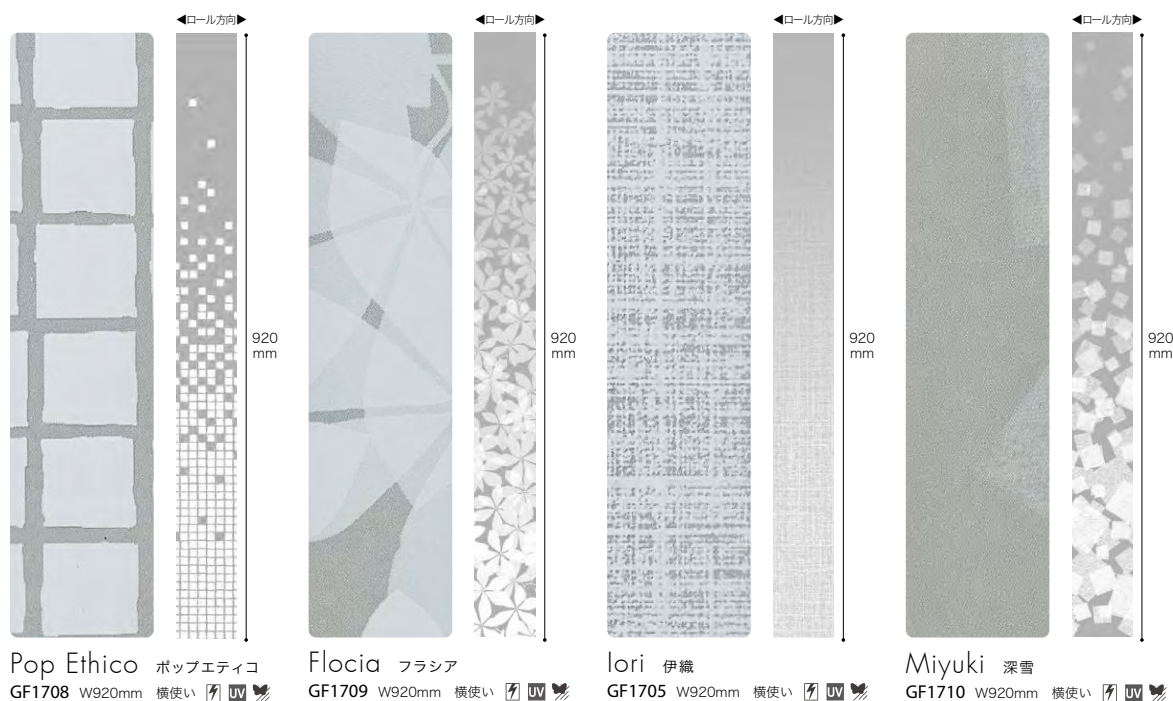 ◀ロール方向▶
920
mm
Pop Ethico ポップエティコ
GF1708 W920mm 横使い UV
◀ロール方向▶
920
mm
Flocia フラシア
GF1709 W920mm 横使い UV
◀ロール方向▶
920
mm
Iori 伊織
GF1705 W920mm 横使い UV
◀ロール方向▶
920
mm
Miyuki 深雪
GF1710 W920mm 横使い UV